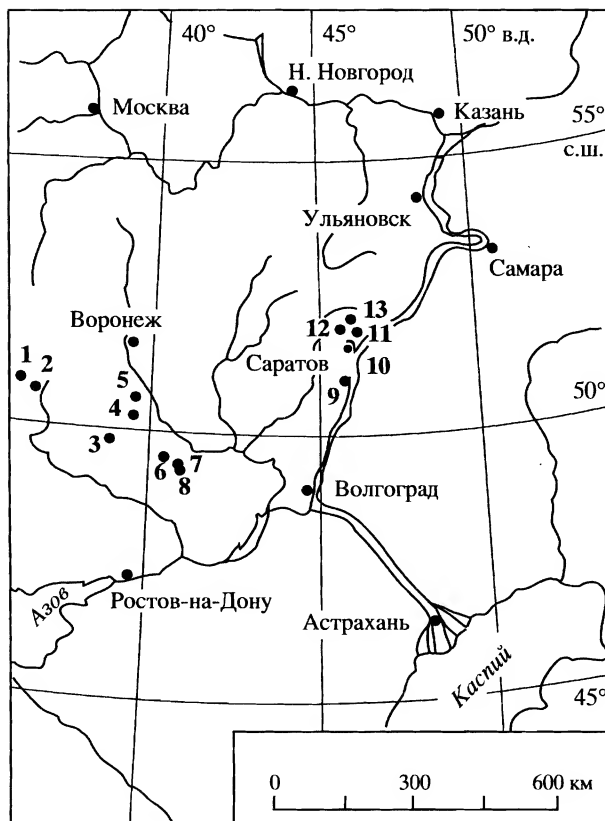 40° 45° 50° в.д.
Н. Новгород
Москва
Казань
55°
с.ш.
Ульяновск
Самара
Воронеж
13
12
11
1
2
Саратов
10
5
9
50°
4
3
6
7
8
Волгоград
Азов
Ростов-на-Дону
Астрахань
Каспий
45°
0 300 600 км